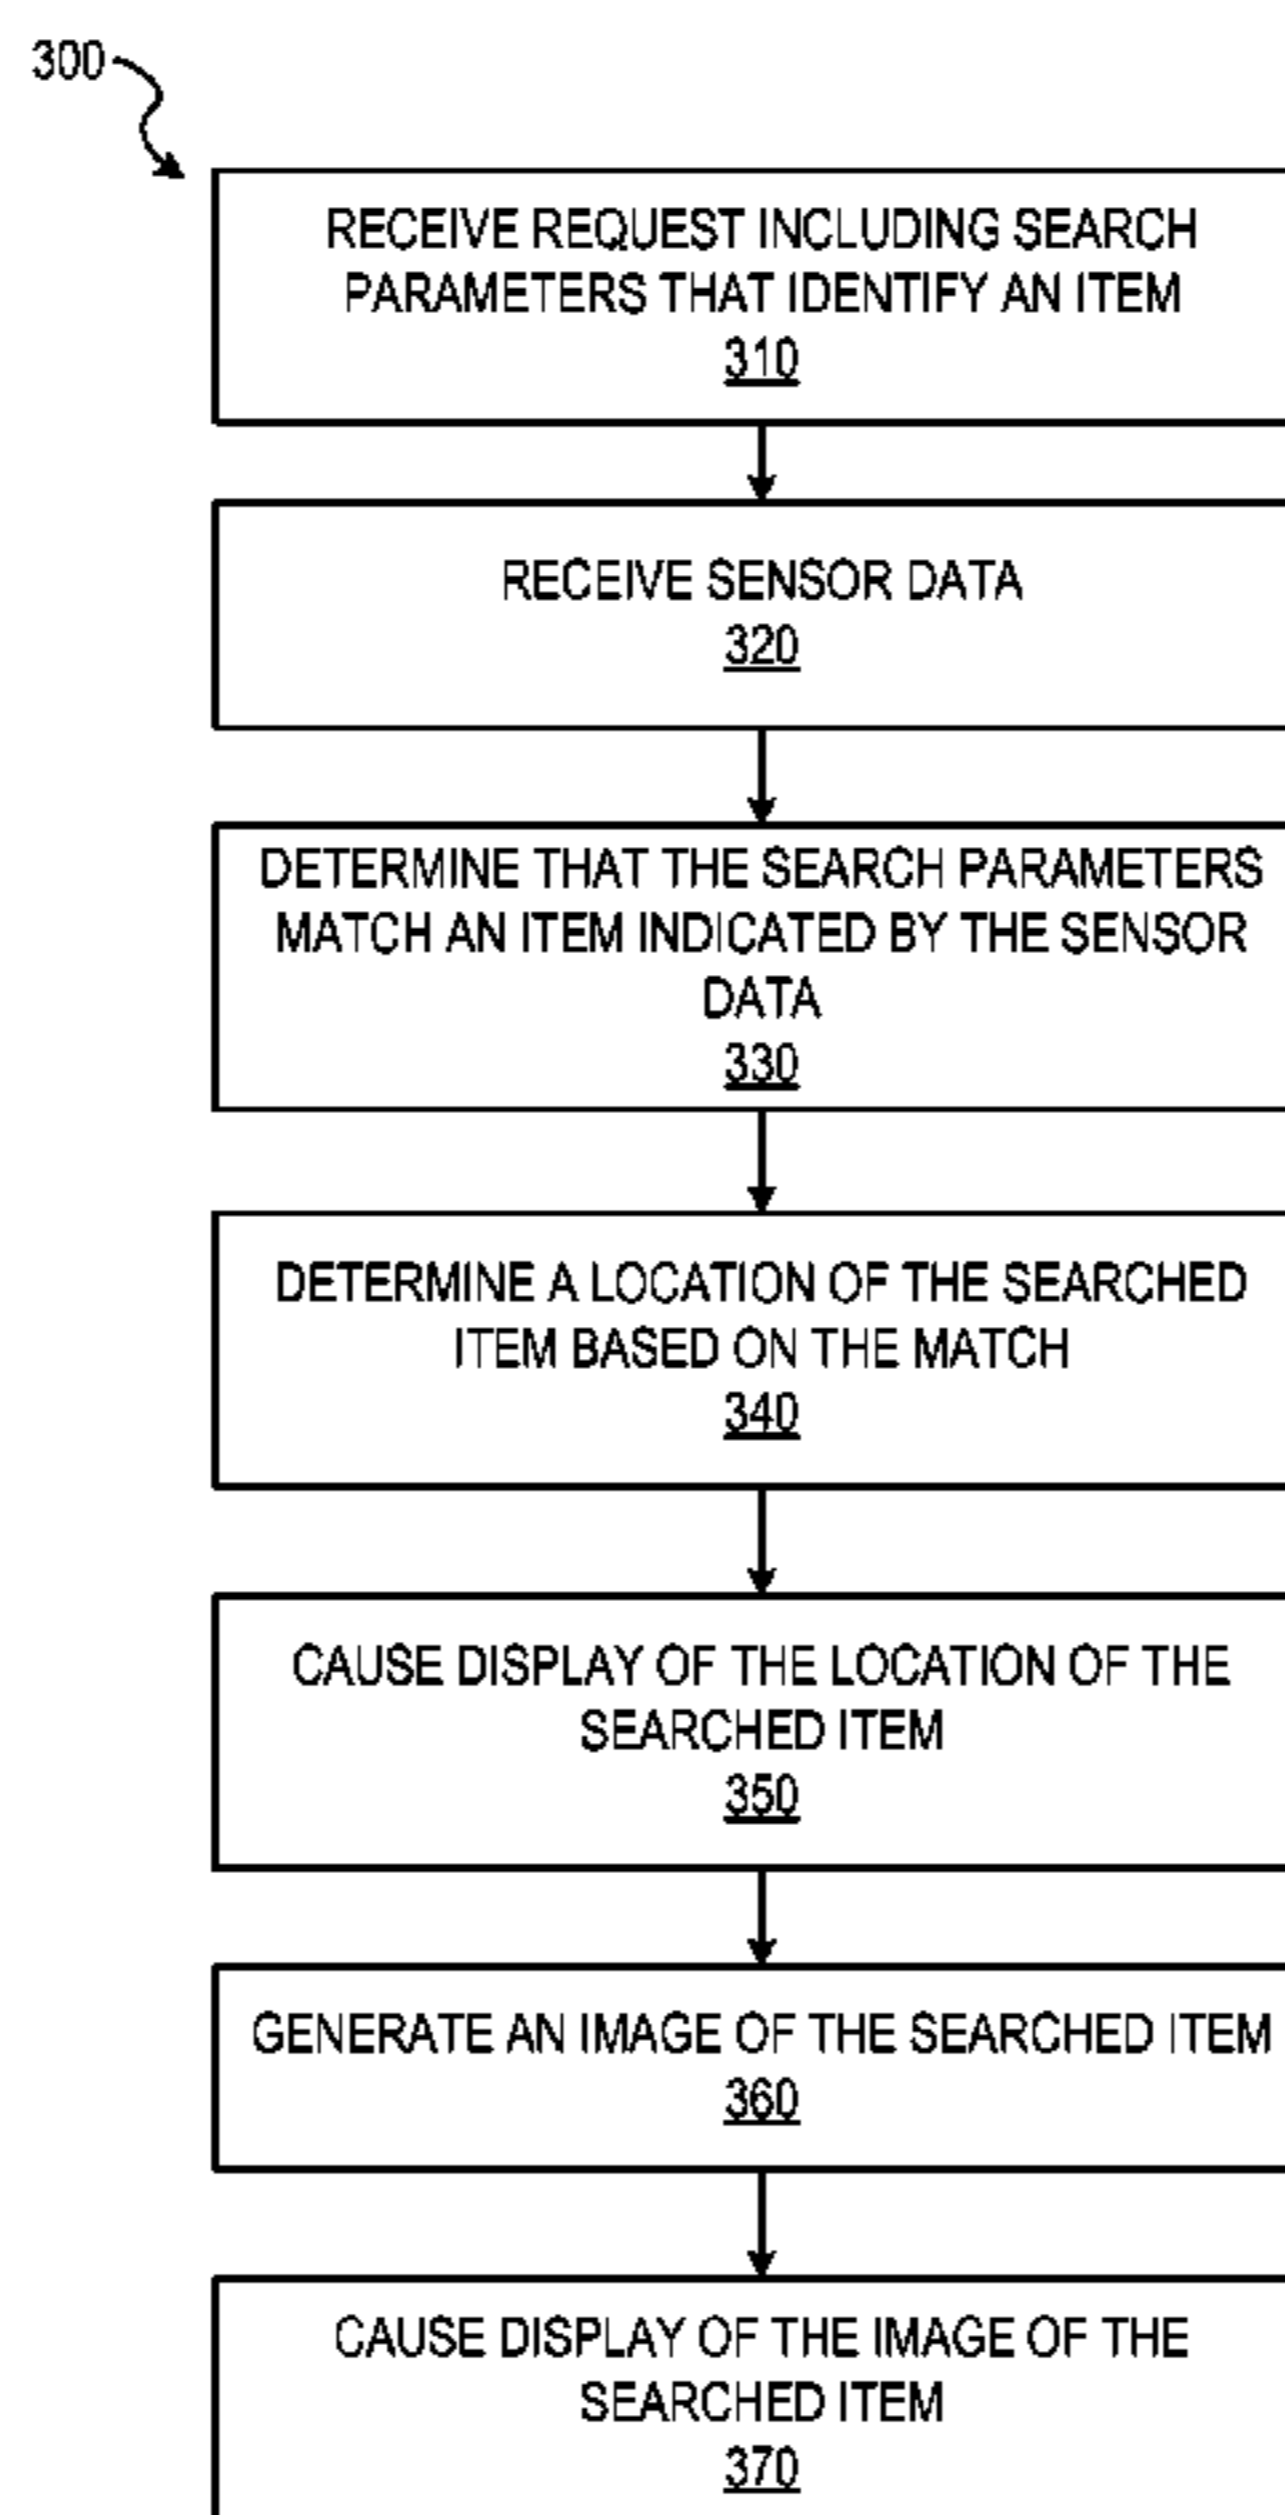 300
RECEIVE REQUEST INCLUDING SEARCH
PARAMETERS THAT IDENTIFY AN ITEM
310
RECEIVE SENSOR DATA
320
DETERMINE THAT THE SEARCH PARAMETERS
MATCH AN ITEM INDICATED BY THE SENSOR
DATA
330
DETERMINE A LOCATION OF THE SEARCHED
ITEM BASED ON THE MATCH
340
CAUSE DISPLAY OF THE LOCATION OF THE
SEARCHED ITEM
350
GENERATE AN IMAGE OF THE SEARCHED ITEM
360
CAUSE DISPLAY OF THE IMAGE OF THE
SEARCHED ITEM
370